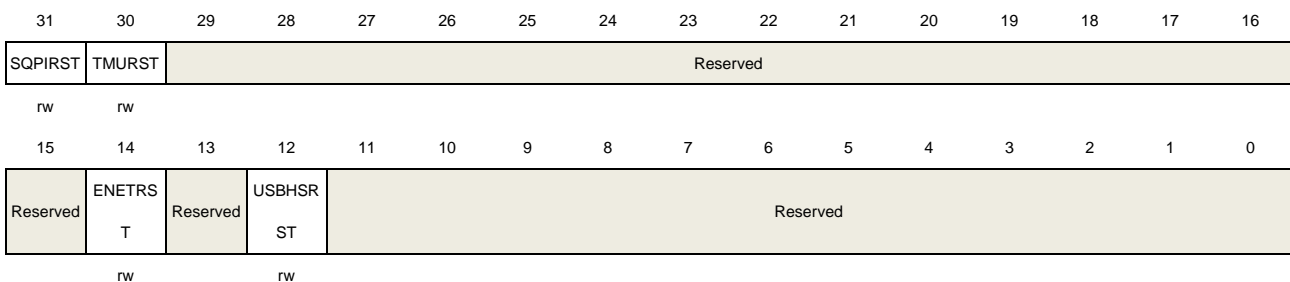 31 30 29 28 27 26 25 24 23 22 21 20 19 18 17 16
SQPIRST TMURST Reserved
rw rw
15 14 13 12 11 10 9 8 7 6 5 4 3 2 1 0
Reserved ENETRS Reserved USBHSR Reserved
T ST
rw rw